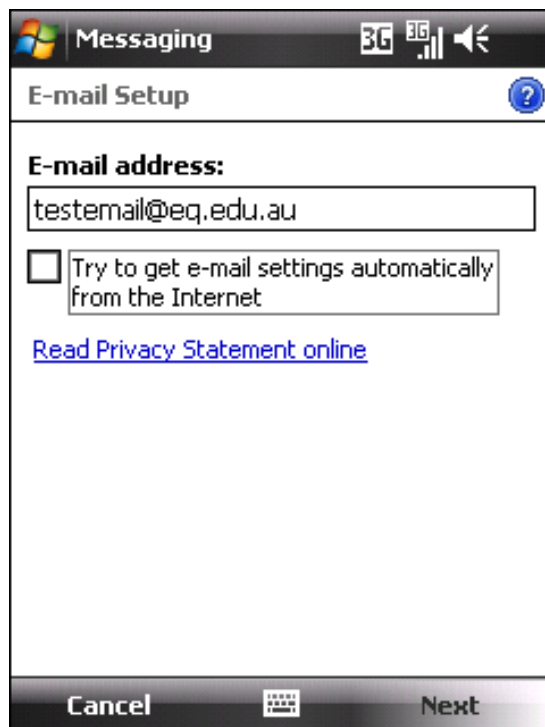 Messaging 3G 3G
E-mail Setup ?
E-mail address:
testemail@eq.edu.au
Try to get e-mail settings automatically
from the Internet
Read Privacy Statement online
Cancel Next